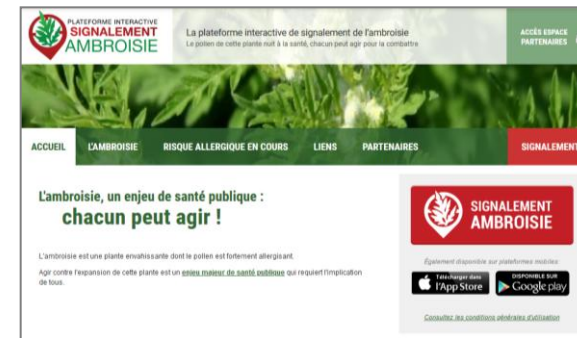 PLATEFORME INTERACTIVE
SIGNALEMENT
AMBROISIE
La plateforme interactive de signalement de l'ambroisie
Le pollen de cette plante nuit à la santé, chacun peut agir pour la combattre
ACCÈS ESPACE
PARTENAIRES
ACCUEIL L'AMBROISIE RISQUE ALLERGIQUE EN COURS LIENS PARTENAIRES SIGNALEMENT
L'ambroisie, un enjeu de santé publique :
chacun peut agir !
L'ambroisie est une plante envahissante dont le pollen est fortement allergisant.
Agir contre l'expansion de cette plante est un enjeu majeur de santé publique qui requiert l'implication
de tous.
SIGNALEMENT
AMBROISIE
Également disponible sur plateformes mobiles:
Télécharger dans
l'App Store
DISPONIBLE SUR
Google play
Consultez les conditions générales d'utilisation